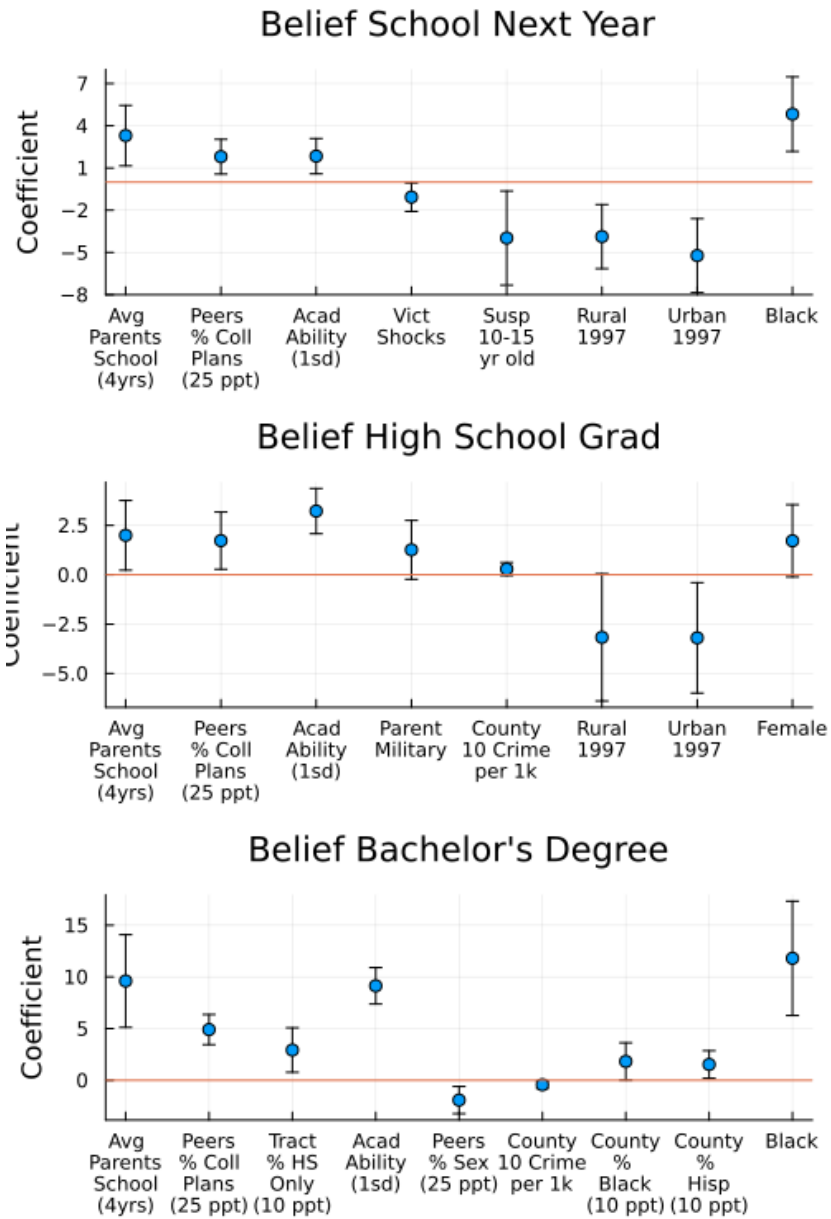 Belief School Next Year
Coefficient
7
4
1
−2
−5
−8
Avg Peers Acad Vict Susp Rural Urban Black
Parents % Coll Ability Shocks 10-15 1997 1997
School Plans (1sd) yr old
(4yrs) (25 ppt)
Belief High School Grad
Coefficient
2.5
0.0
−2.5
−5.0
Avg Peers Acad Parent County Rural Urban Female
Parents % Coll Ability Military 10 Crime 1997 1997
School Plans (1sd) per 1k
(4yrs) (25 ppt)
Belief Bachelor's Degree
Coefficient
15
10
5
0
Avg Peers Tract Acad Peers County County County Black
Parents % Coll % HS Ability % Sex 10 Crime % %
School Plans Only (1sd) (25 ppt) per 1k Black Hisp
(4yrs) (25 ppt) (10 ppt) (10 ppt) (10 ppt)